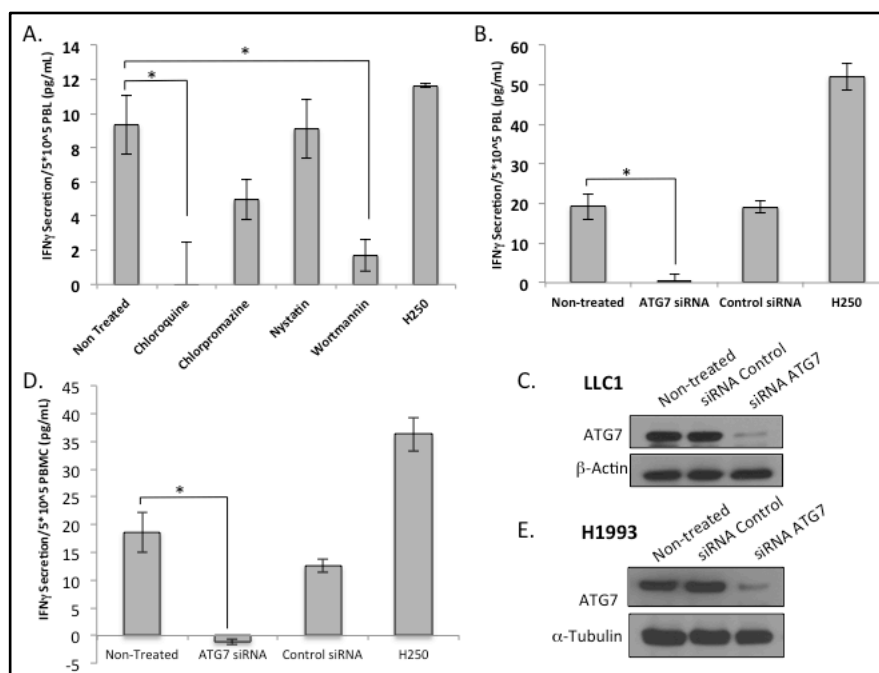 A.
IFNγ Secretion/5*10^5 PBL (pg/mL)
14
12
10
8
6
4
2
0
*
*
Non Treated
Chloroquine
Chlorpromazine
Nystatin
Wortmannin
H250
B.
IFNγ Secretion/5*10^5 PBL (pg/mL)
60
50
40
30
20
10
0
*
Non-treated ATG7 siRNA Control siRNA H250
D.
IFNγ Secretion/5*10^5 PBMC (pg/mL)
40
35
30
25
20
15
10
5
0
-5
*
Non-Treated ATG7 siRNA Control siRNA H250
C. LLC1
Non-treated
siRNA Control
siRNA ATG7
ATG7
β-Actin
E. H1993
Non-treated
siRNA Control
siRNA ATG7
ATG7
α-Tubulin